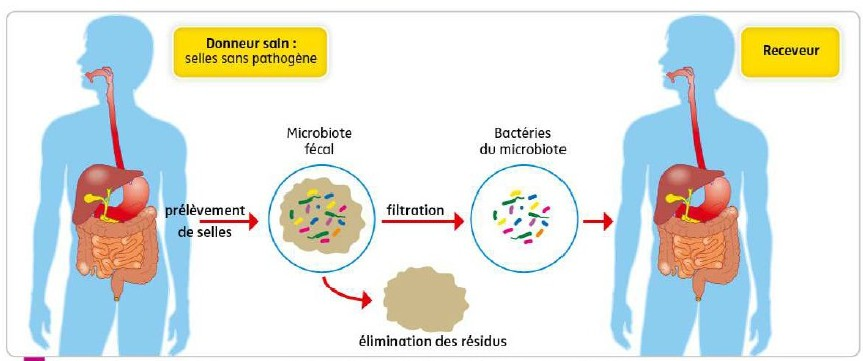 Donneur sain :
selles sans pathogène
Receveur
Microbiote
fécal
Bactéries
du microbiote
prélèvement
de selles
filtration
élimination des résidus